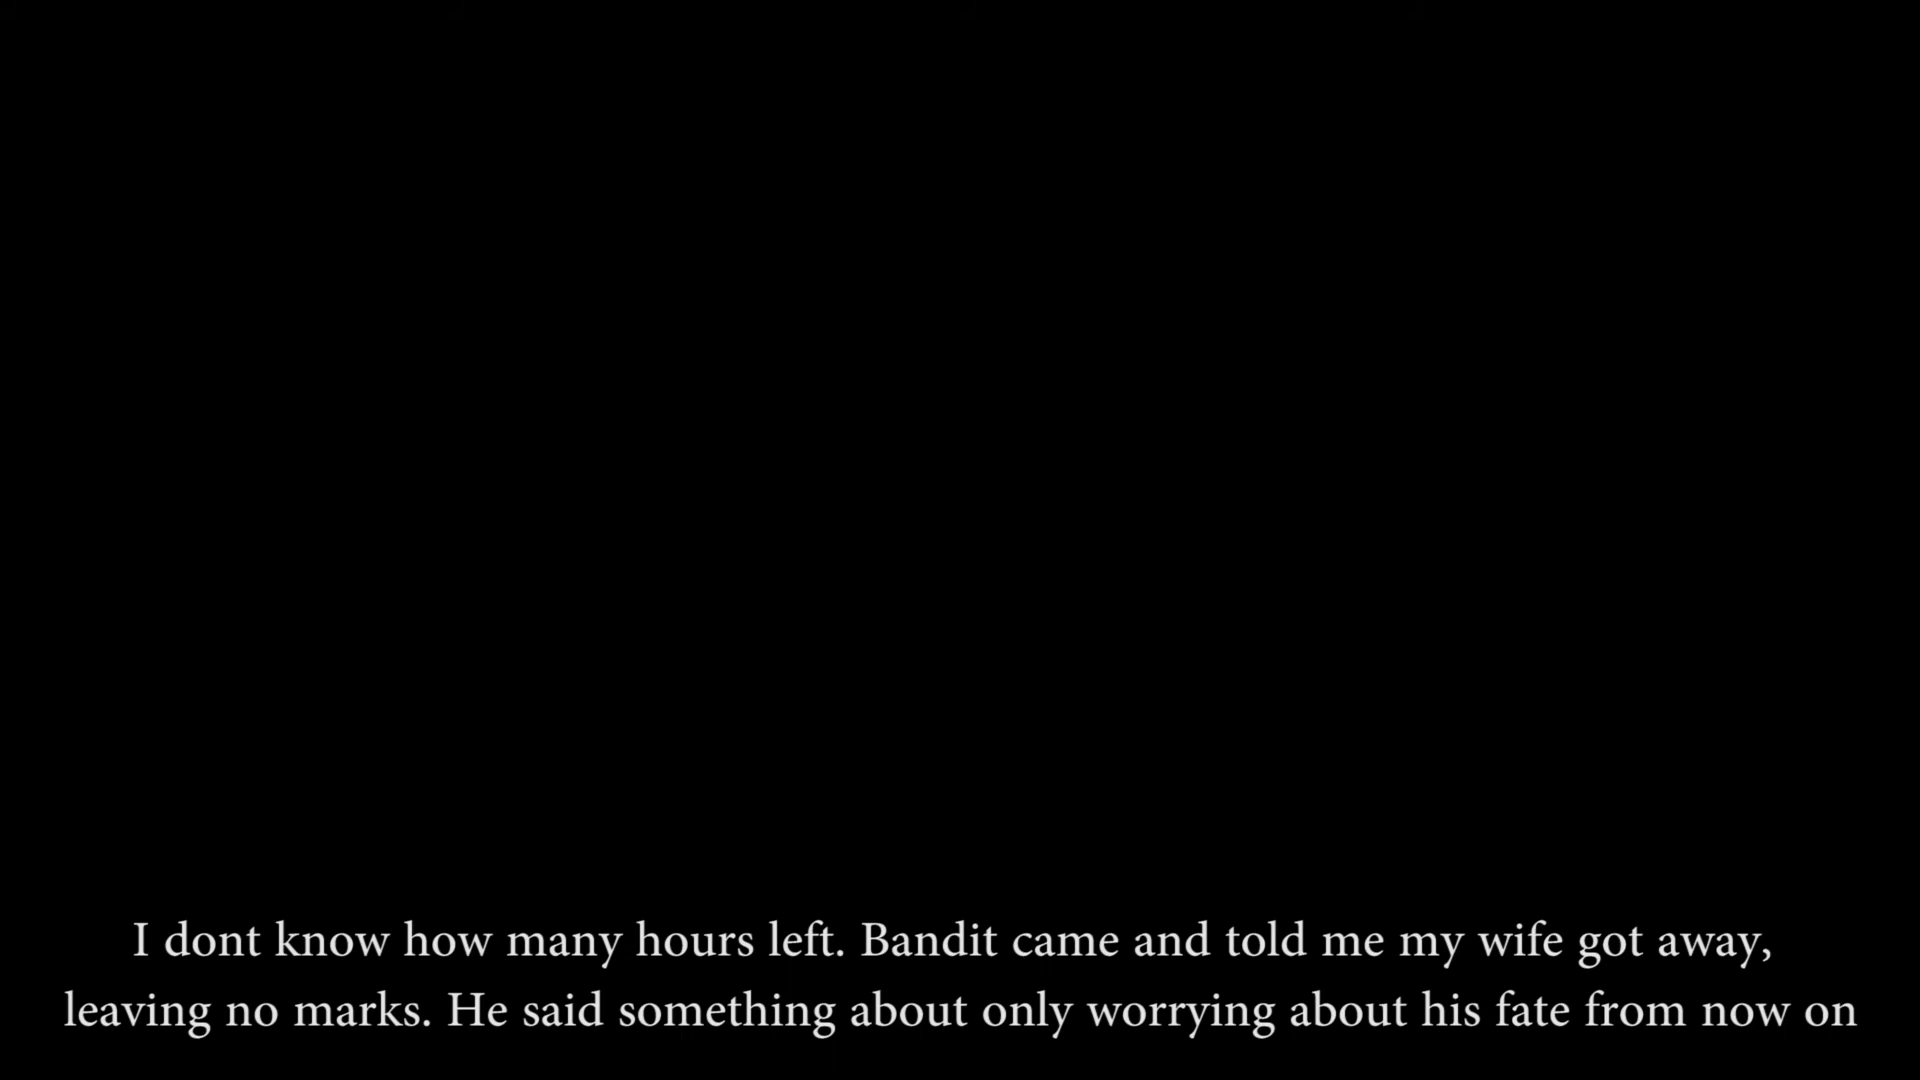 I dont know how many hours left. Bandit came and told me my wife got away,
leaving no marks. He said something about only worrying about his fate from now on